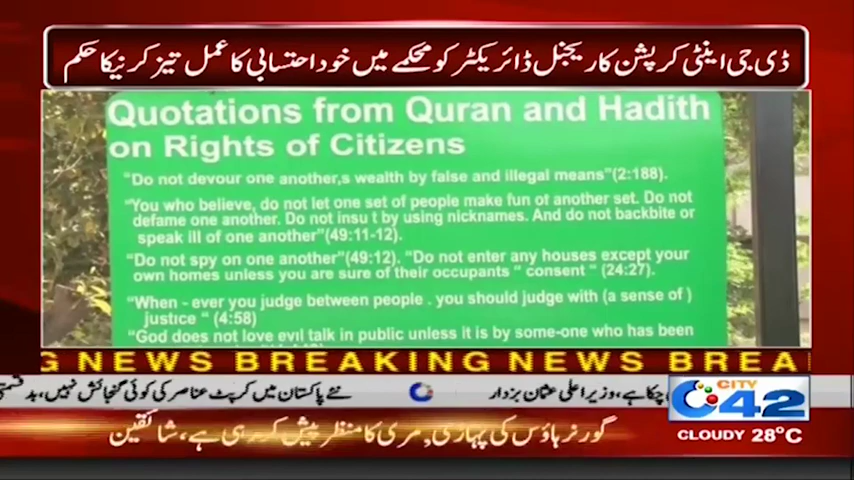 ڈی جی اینٹی کرپشن کا ریجنل ڈائریکٹر کو محکمے میں خود احتسابی کا عمل تیز کرنیکا حکم
Quotations from Quran and Hadith
on Rights of Citizens
"Do not devour one another,s wealth by false and illegal means"(2:188).
"You who believe, do not let one set of people make fun of another set. Do not
defame one another. Do not insu t by using nicknames. And do not backbite or
speak ill of one another"(49:11-12).
"Do not spy on one another"(49:12). "Do not enter any houses except your
own homes unless you are sure of their occupants " consent " (24:27).
"When - ever you judge between people . you should judge with (a sense of )
justice " (4:58)
"God does not love evil talk in public unless it is by some-one who has been
G NEWS BREAKING NEWS BREA
چکا ہے، وزیراعلی عثمان بزدار
نئے پاکستان میں کرپٹ عناصر کی کوئی گنجائش نہیں، بدقسمتی
CITY
42
گورنر ہاؤس کی پہاڑی، مری کا منظر پیش کر رہی ہے، شائقین
CLOUDY 28°C